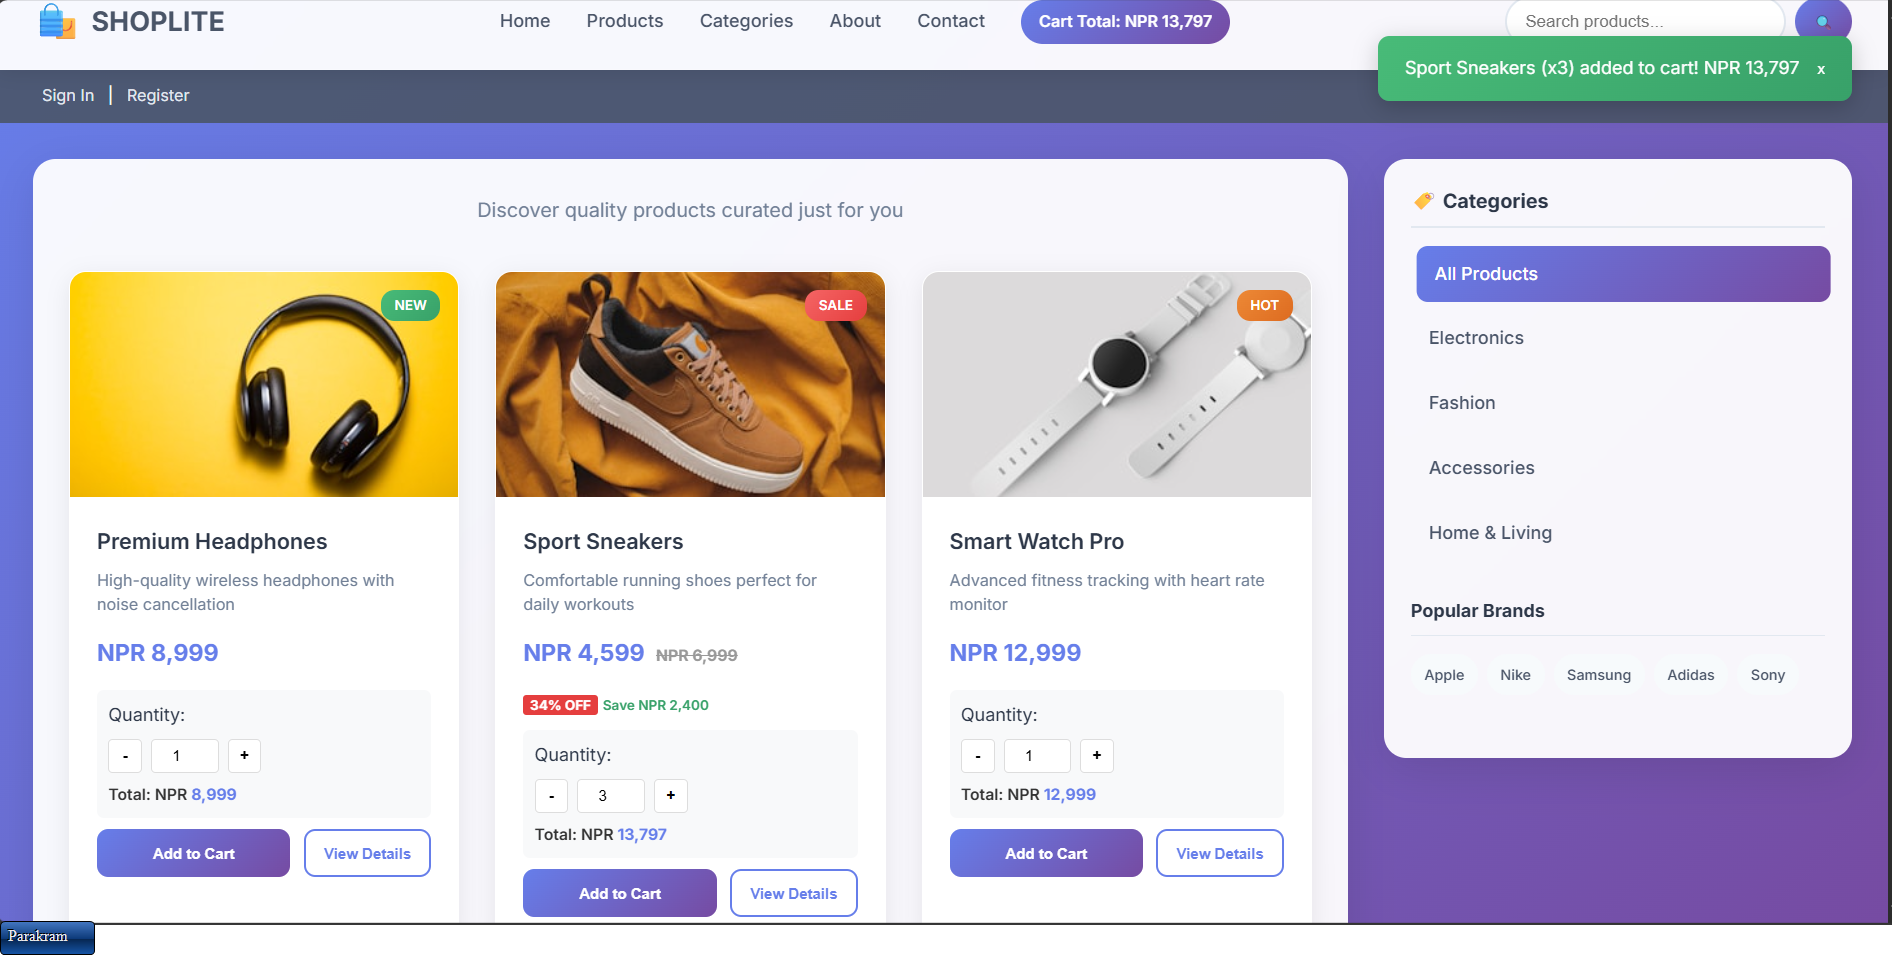 SHOPLITE
Home
Products
Categories
About
Contact
Cart Total: NPR 13,797
Search products...
Sport Sneakers (x3) added to cart! NPR 13,797 x
Sign In | Register
Discover quality products curated just for you
NEW
Premium Headphones
High-quality wireless headphones with
noise cancellation
NPR 8,999
Quantity:
- 1 +
Total: NPR 8,999
Add to Cart
View Details
SALE
Sport Sneakers
Comfortable running shoes perfect for
daily workouts
NPR 4,599 NPR 6,999
34% OFF Save NPR 2,400
Quantity:
- 3 +
Total: NPR 13,797
Add to Cart
View Details
HOT
Smart Watch Pro
Advanced fitness tracking with heart rate
monitor
NPR 12,999
Quantity:
- 1 +
Total: NPR 12,999
Add to Cart
View Details
Categories
All Products
Electronics
Fashion
Accessories
Home & Living
Popular Brands
Apple
Nike
Samsung
Adidas
Sony
Parakram